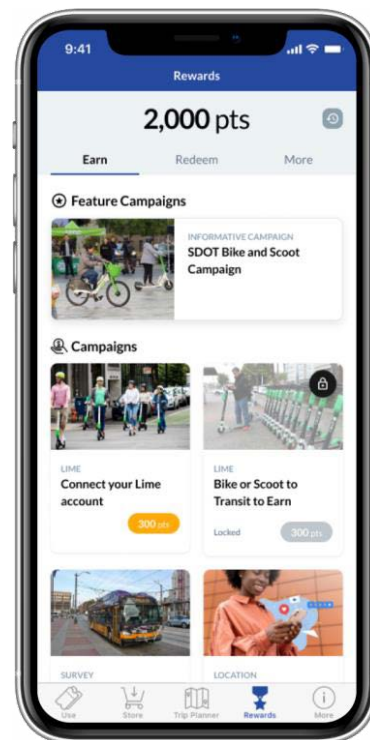 9:41
Rewards
2,000 pts
Earn Redeem More
Feature Campaigns
INFORMATIVE CAMPAIGN
SDOT Bike and Scoot
Campaign
Campaigns
LIME
Connect your Lime
account
300 pts
LIME
Bike or Scoot to
Transit to Earn
Locked 300 pts
SURVEY
LOCATION
Use Store Trip Planner Rewards More